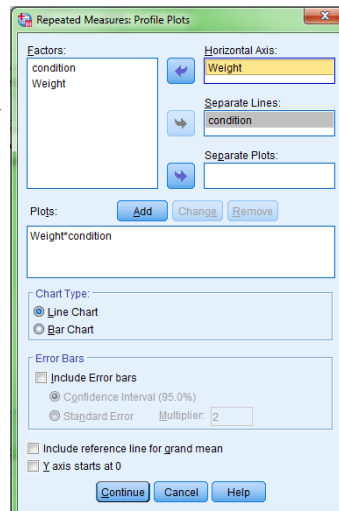 Repeated Measures: Profile Plots
Factors:
condition
Weight
Horizontal Axis:
Weight
Separate Lines:
condition
Separate Plots:
Plots:
Add
Change
Remove
Weight*condition
Chart Type:
Line Chart
Bar Chart
Error Bars
Include Error bars
Confidence Interval (95.0%)
Standard Error
Multiplier: 2
Include reference line for grand mean
Y axis starts at 0
Continue
Cancel
Help